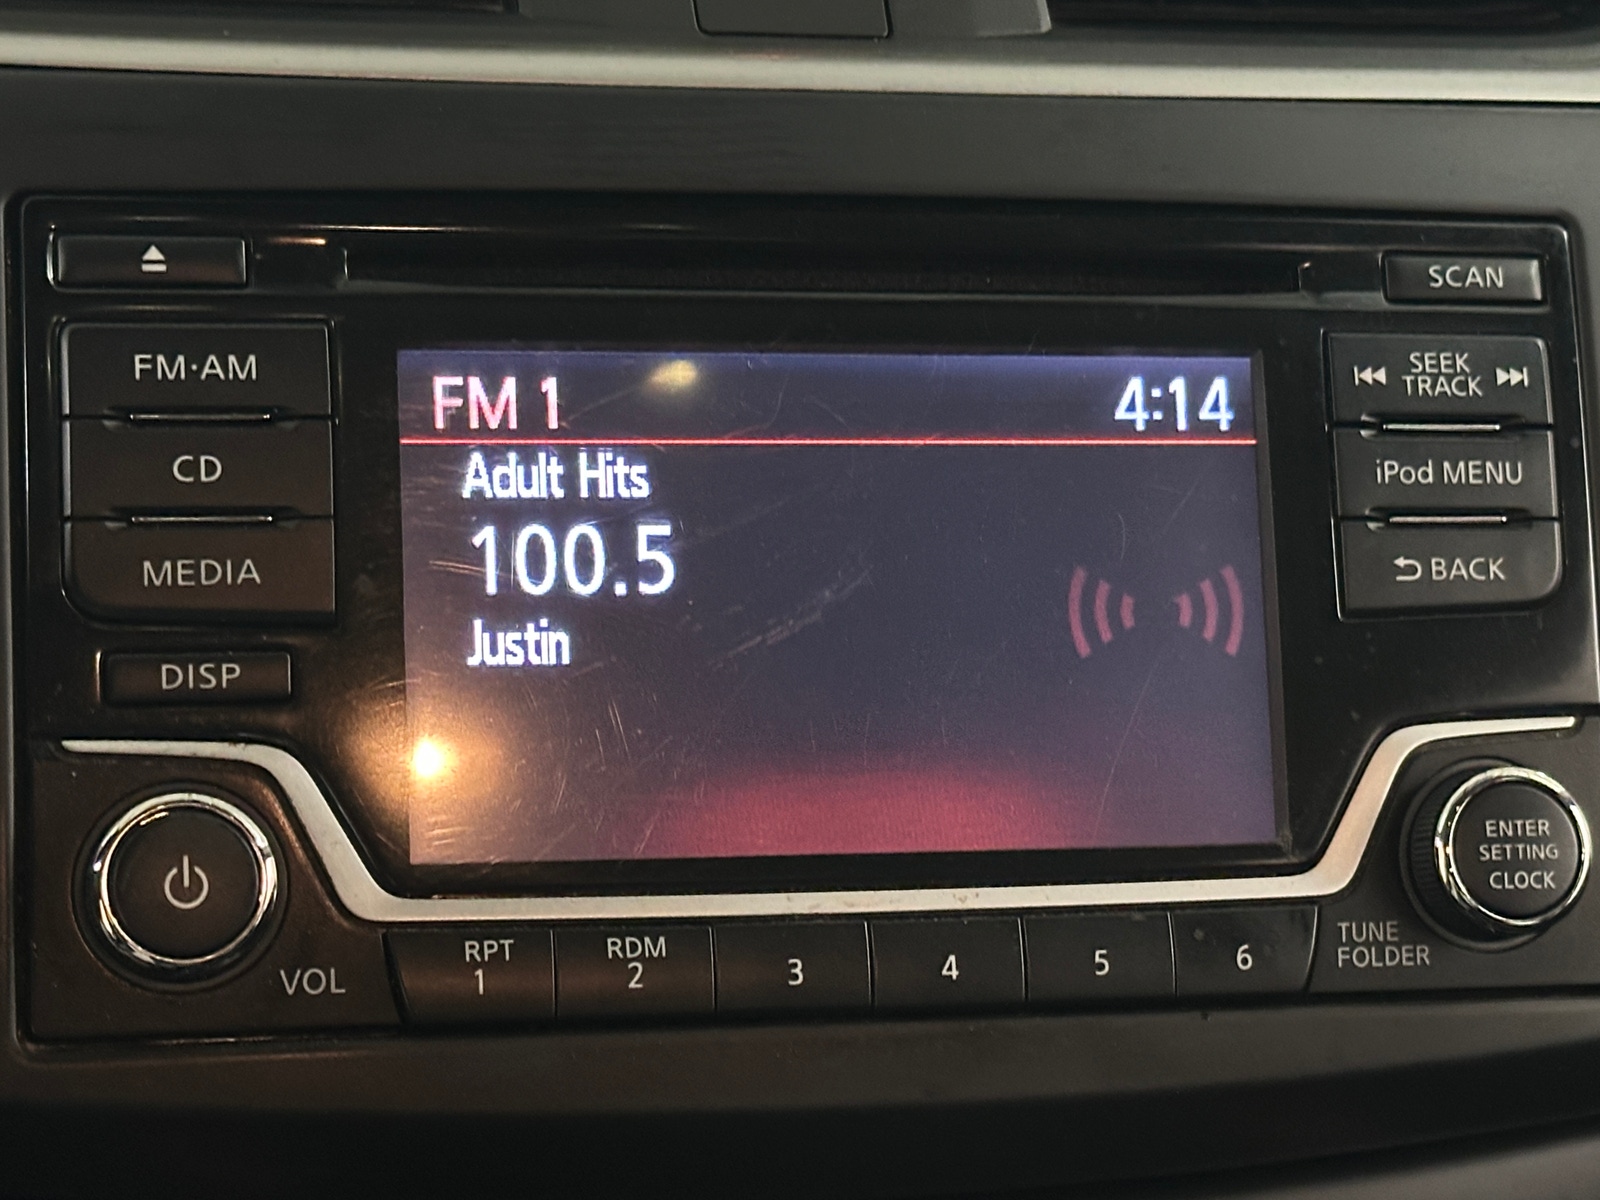 SCAN
FM·AM
SEEK
TRACK
FM 1 4:14
CD
Adult Hits
iPod MENU
100.5
MEDIA
BACK
Justin
DISP
ENTER
SETTING
CLOCK
VOL
RPT
1
RDM
2
3
4
5
6
TUNE
FOLDER